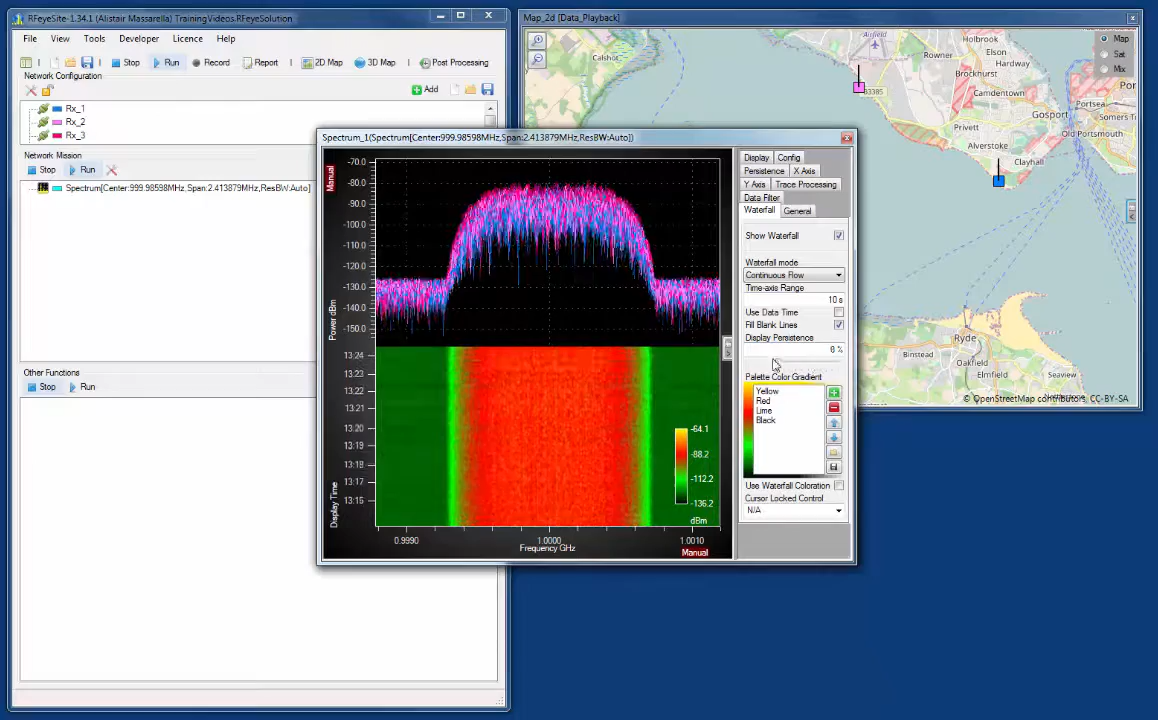 RFeyeSite-1.34.1 (Alistair Massarella) TrainingVideos.RFeyeSolution
File View Tools Developer Licence Help
Stop Run Record Report 2D Map 3D Map Post Processing
Network Configuration
Add
Rx_1
Rx_2
Rx_3
Network Mission
Stop Run
Spectrum[Center:999.98598MHz,Span:2.413879MHz,ResBW:Auto]
Other Functions
Stop Run
Map_2d [Data_Playback]
Map
Sat
Mix
Calshot
Airfield
Rowner
Holbrook
Elson
Hardway
Brockhurst
Camdentown
B3385
Gosport
Portsea
Somers T
Old Portsmouth
Privett
Alverstoke
Clayhall
Ryde
Binstead
Oakfield
Elmfield
Seaview
© OpenStreetMap contributors, CC-BY-SA
Spectrum_1(Spectrum[Center:999.98598MHz,Span:2.413879MHz,ResBW:Auto])
Manual
Power dBm
-70.0
-80.0
-90.0
-100.0
-110.0
-120.0
-130.0
-140.0
-150.0
Display Time
13:24
13:23
13:22
13:21
13:20
13:19
13:18
13:17
13:15
-64.1
-88.2
-112.2
-136.2
dBm
0.9990 1.0000 1.0010
Frequency GHz
Manual
Display Config
Persistence X Axis
Y Axis Trace Processing
Data Filter
Waterfall General
Show Waterfall
Waterfall mode
Continuous Flow
Time-axis Range
10 s
Use Data Time
Fill Blank Lines
Display Persistence
0 %
Palette Color Gradient
Yellow
Red
Lime
Black
Use Waterfall Coloration
Cursor Locked Control
N/A